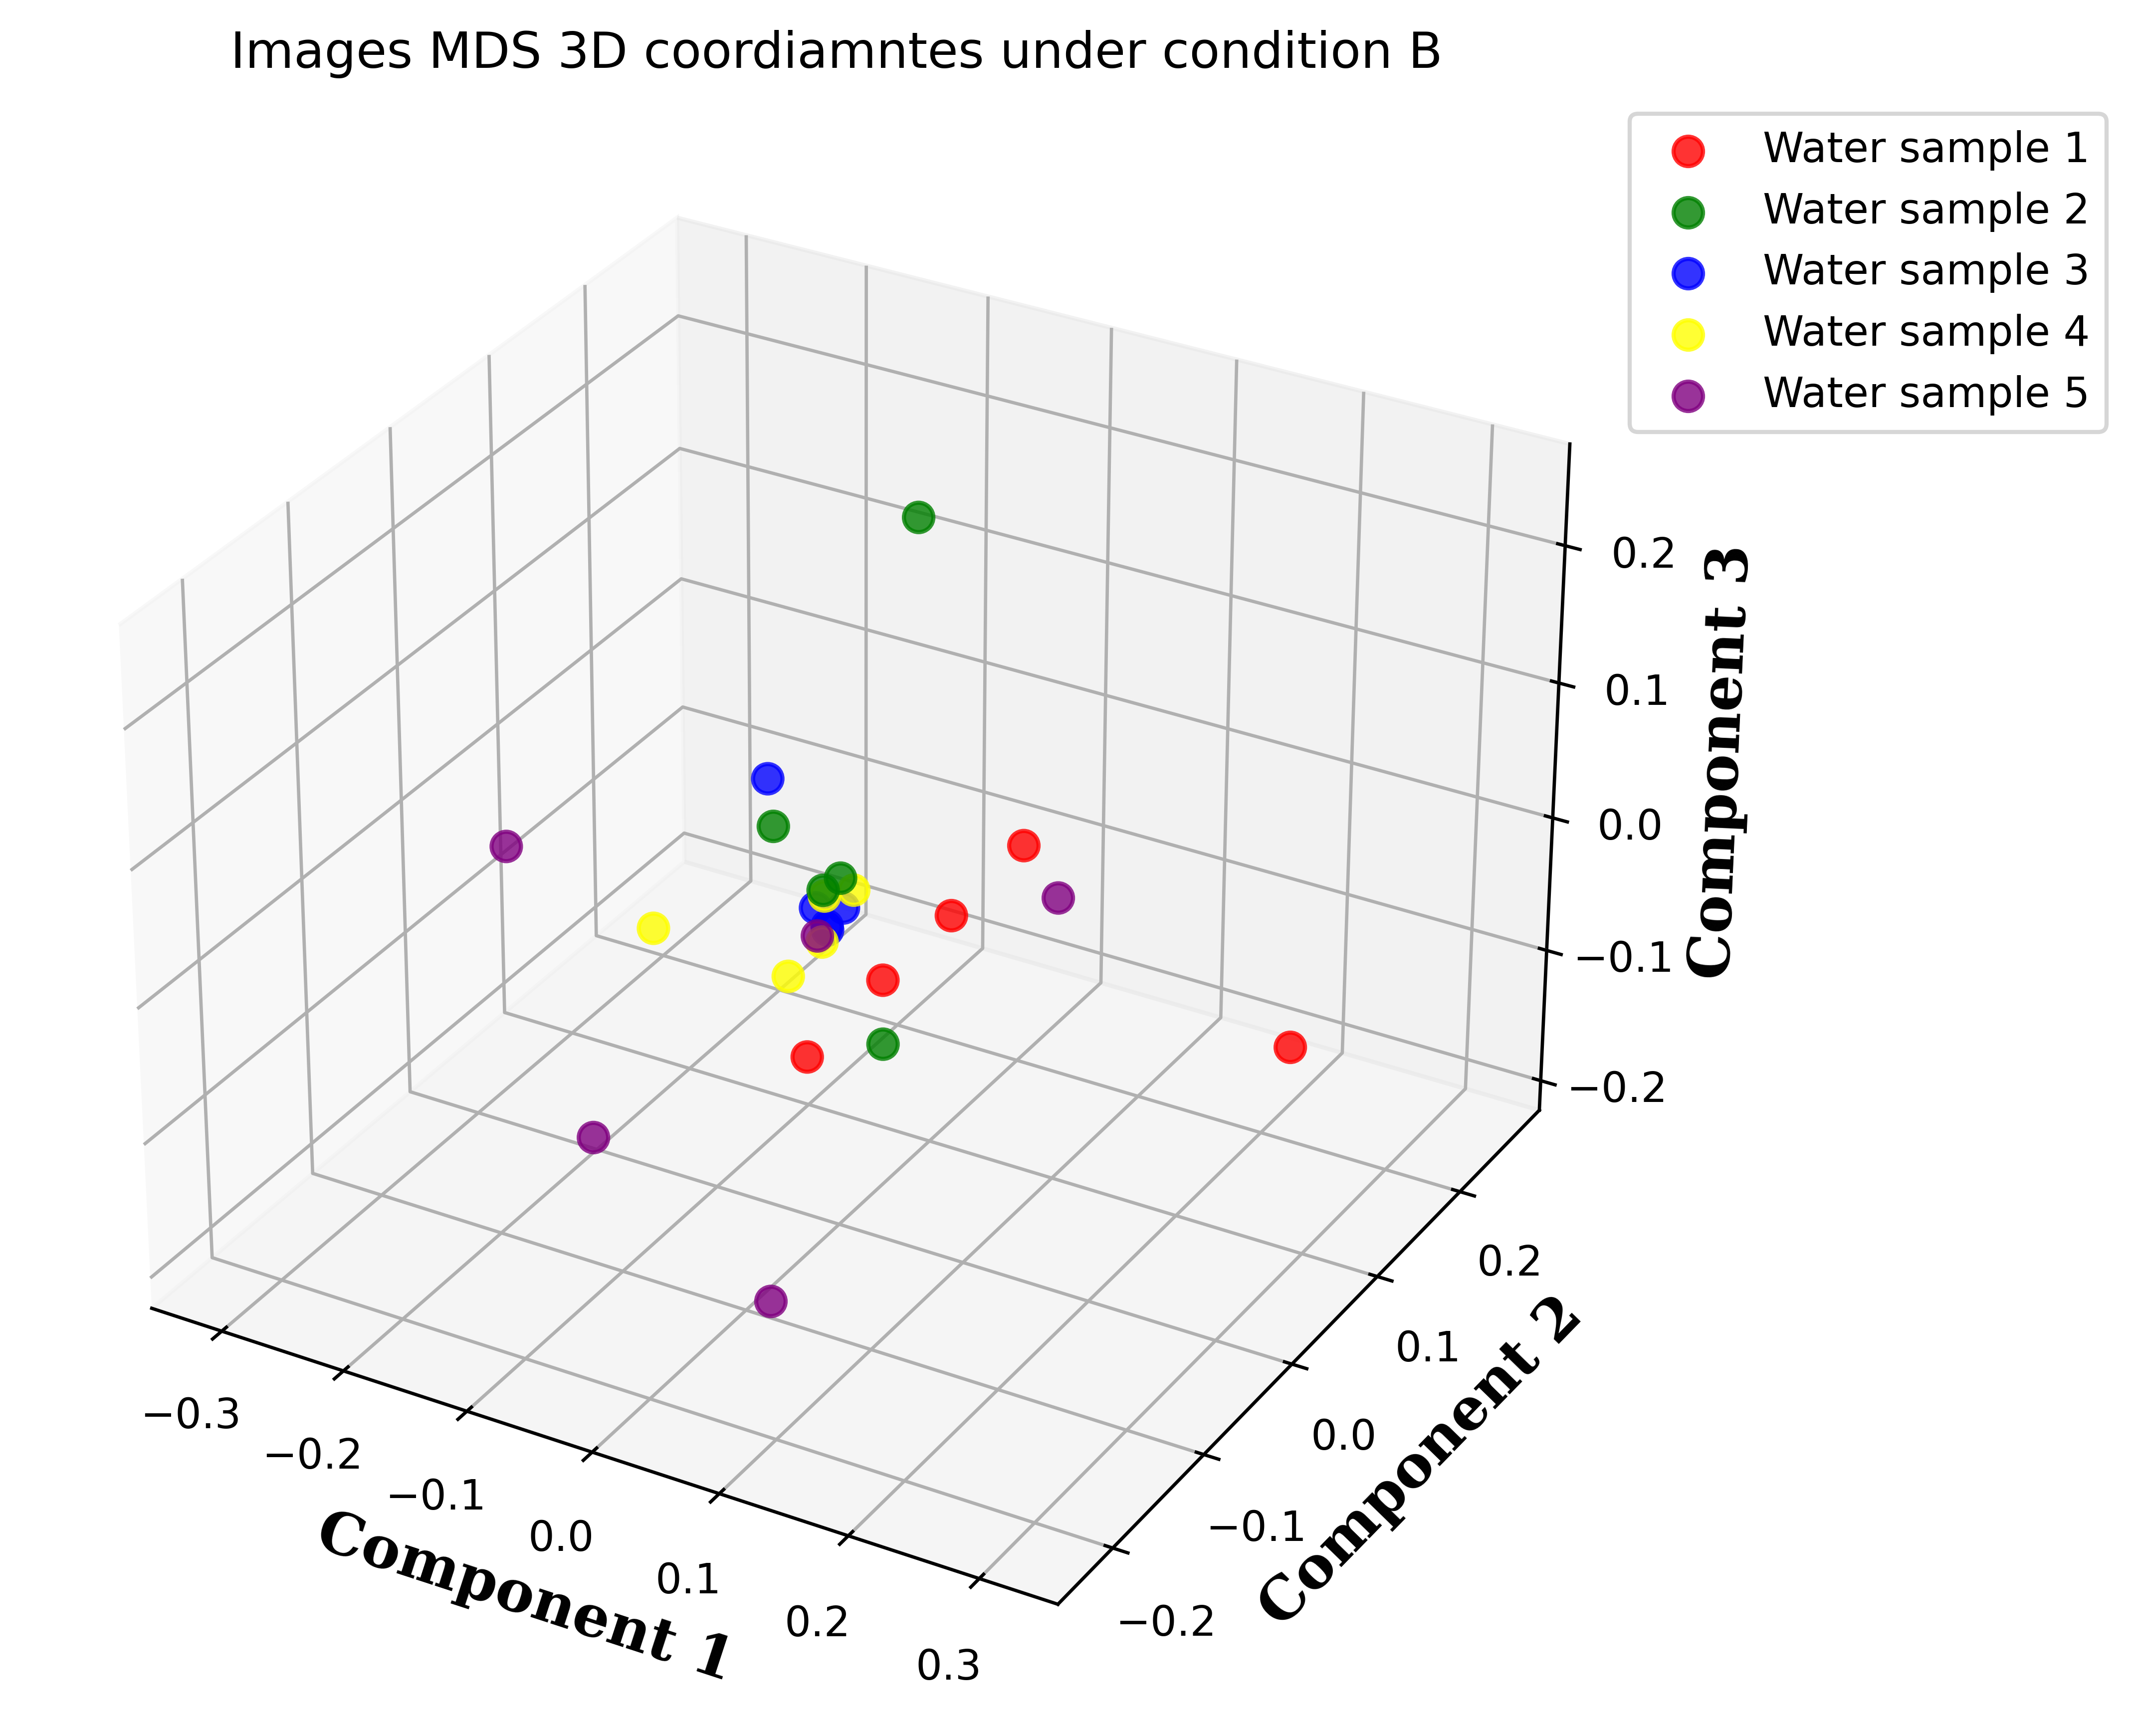 Images MDS 3D coordiamntes under condition B
Water sample 1
Water sample 2
Water sample 3
Water sample 4
Water sample 5
0.2
0.1
0.0
−0.1
−0.2
Component 3
0.2
0.1
0.0
−0.1
−0.2
Component 2
−0.3
−0.2
−0.1
0.0
0.1
0.2
0.3
Component 1